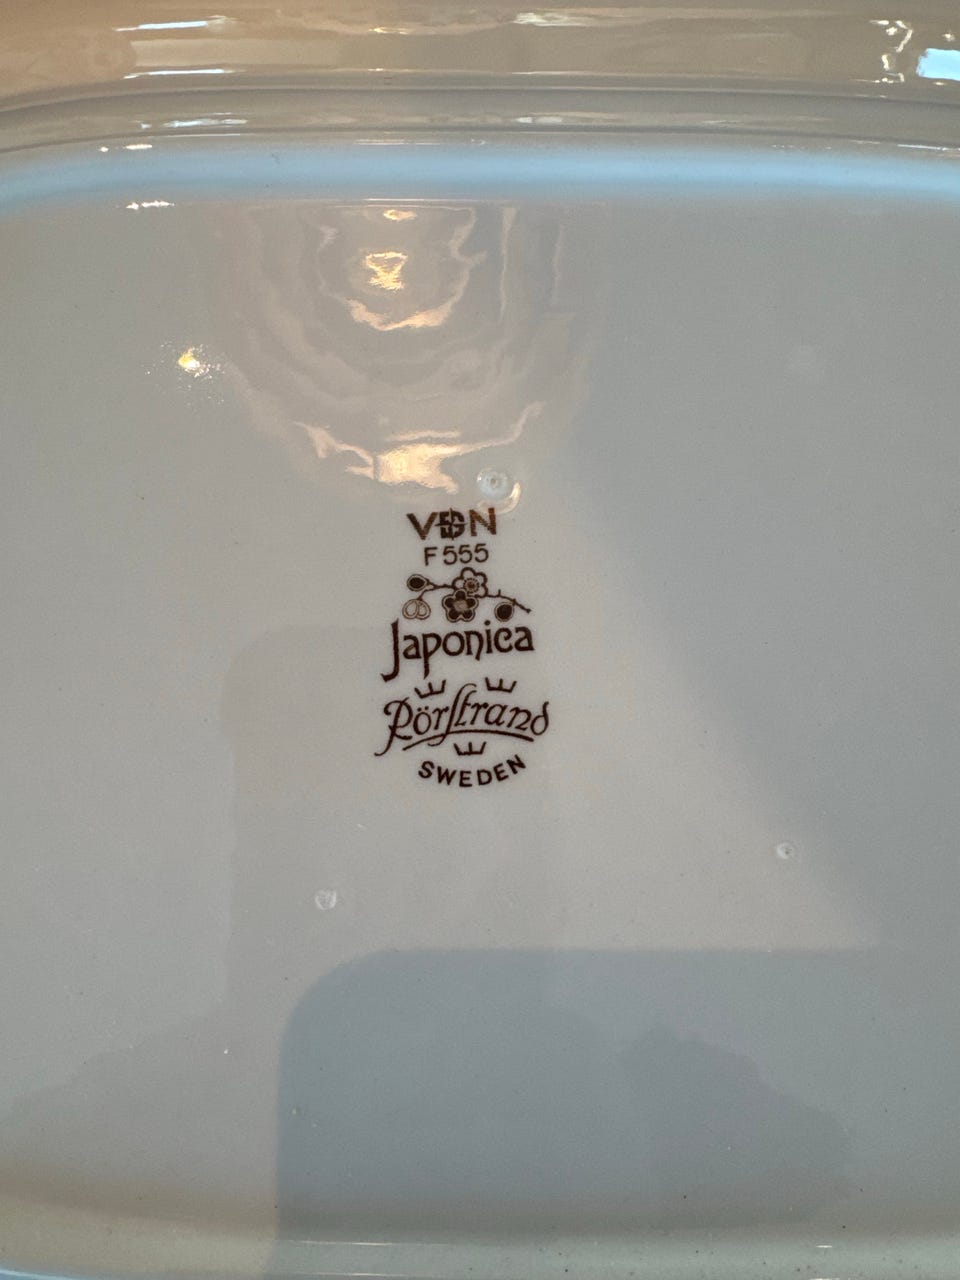 VDN
F555
Japonica
Rörstrand
SWEDEN